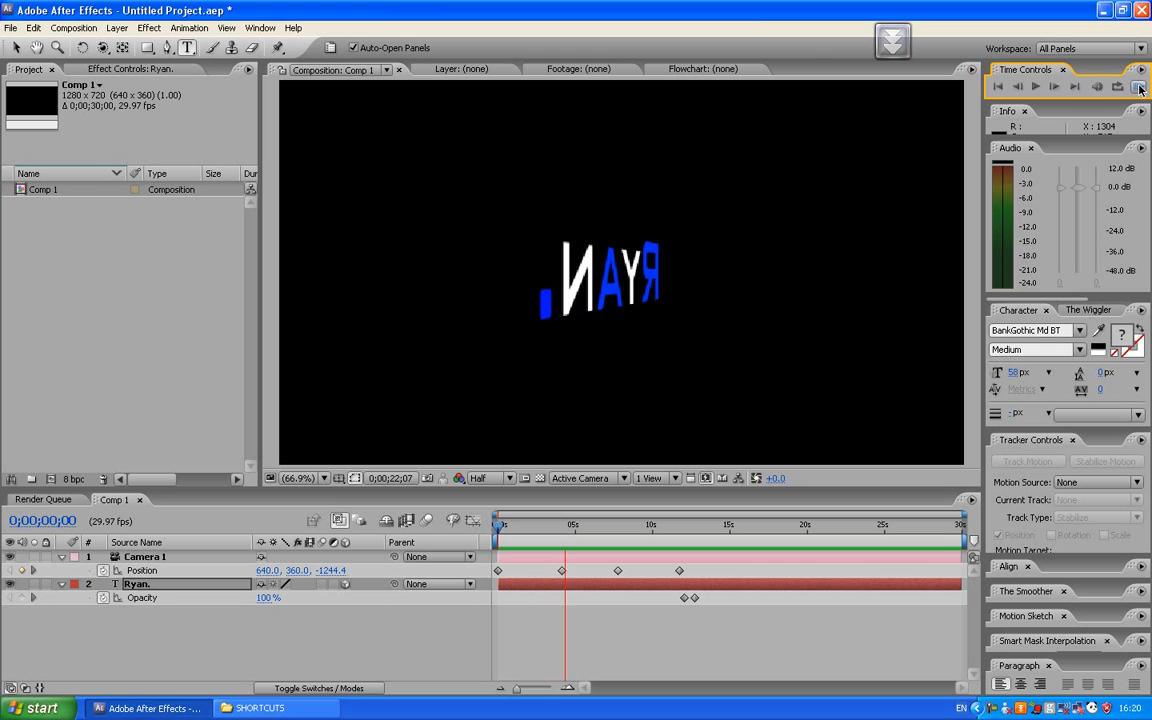 Adobe After Effects - Untitled Project.aep *
File Edit Composition Layer Effect Animation View Window Help
Auto-Open Panels
Workspace: All Panels
Project Effect Controls: Ryan.
Comp 1
1280 x 720 (640 x 360) (1.00)
Δ 0;00;30;00, 29.97 fps
Name Type Size Dur
Comp 1 Composition
8 bpc
Composition: Comp 1 Layer: (none) Footage: (none) Flowchart: (none)
RYAN.
(66.9%) 0;00;22;07 Half Active Camera 1 View +0.0
Time Controls
Info
R : X : 1304
Audio
0.0 12.0 dB
-3.0
-6.0 0.0 dB
-9.0
-12.0 -12.0
-15.0 -24.0
-18.0 -36.0
-21.0
-24.0 -48.0 dB
Character The Wiggler
BankGothic Md BT
Medium
58 px 0 px
Metrics 0
- px
Tracker Controls
Track Motion Stabilize Motion
Motion Source: None
Current Track: None
Track Type: Stabilize
Position Rotation Scale
Motion Target:
Align
The Smoother
Motion Sketch
Smart Mask Interpolation
Paragraph
Render Queue Comp 1
0;00;00;00 (29.97 fps)
05s 10s 15s 20s 25s 30s
# Source Name Parent
1 Camera 1 None
Position 640.0, 360.0, -1244.4
2 T Ryan. None
Opacity 100 %
Toggle Switches / Modes
start Adobe After Effects -... SHORTCUTS EN 16:20